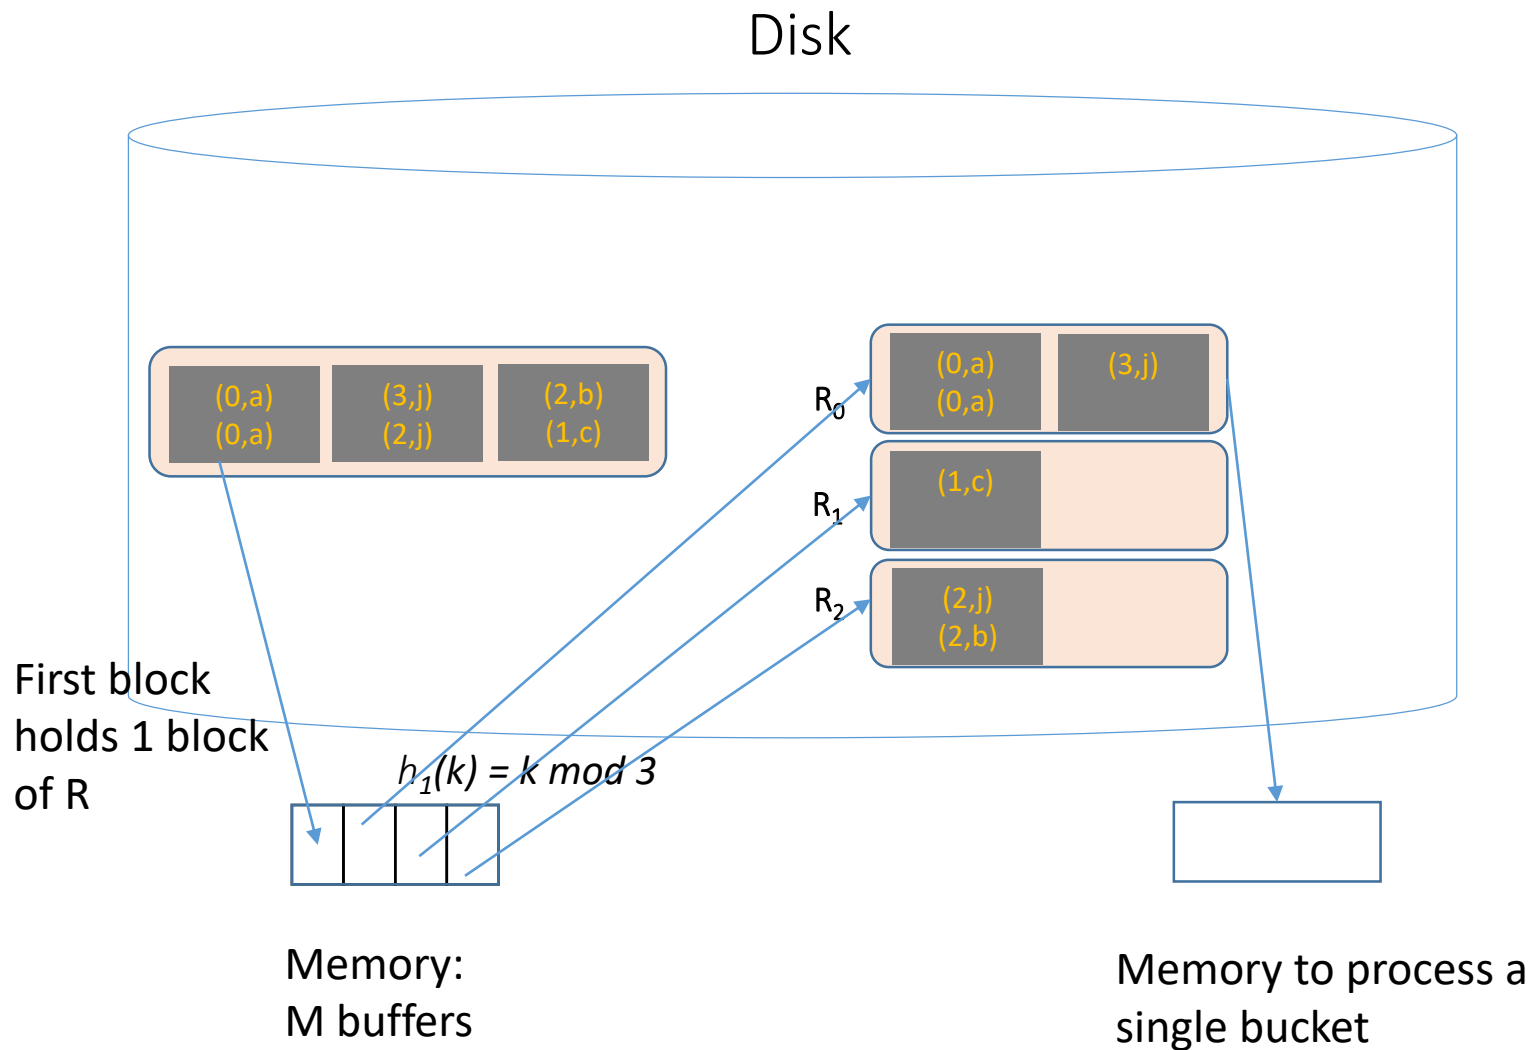 Disk
(0,a)
(0,a)
(3,j)
(2,j)
(2,b)
(1,c)
R0
(0,a)
(0,a)
(3,j)
R1
(1,c)
R2
(2,j)
(2,b)
First block
holds 1 block
of R
h1(k) = k mod 3
Memory:
M buffers
Memory to process a
single bucket